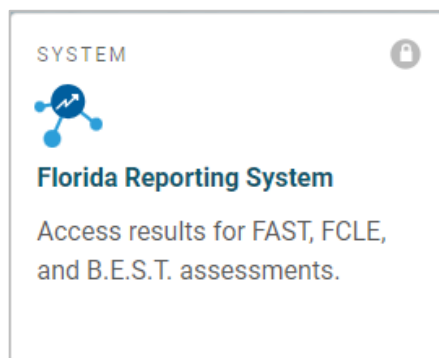 SYSTEM
Florida Reporting System
Access results for FAST, FCLE,
and B.E.S.T. assessments.